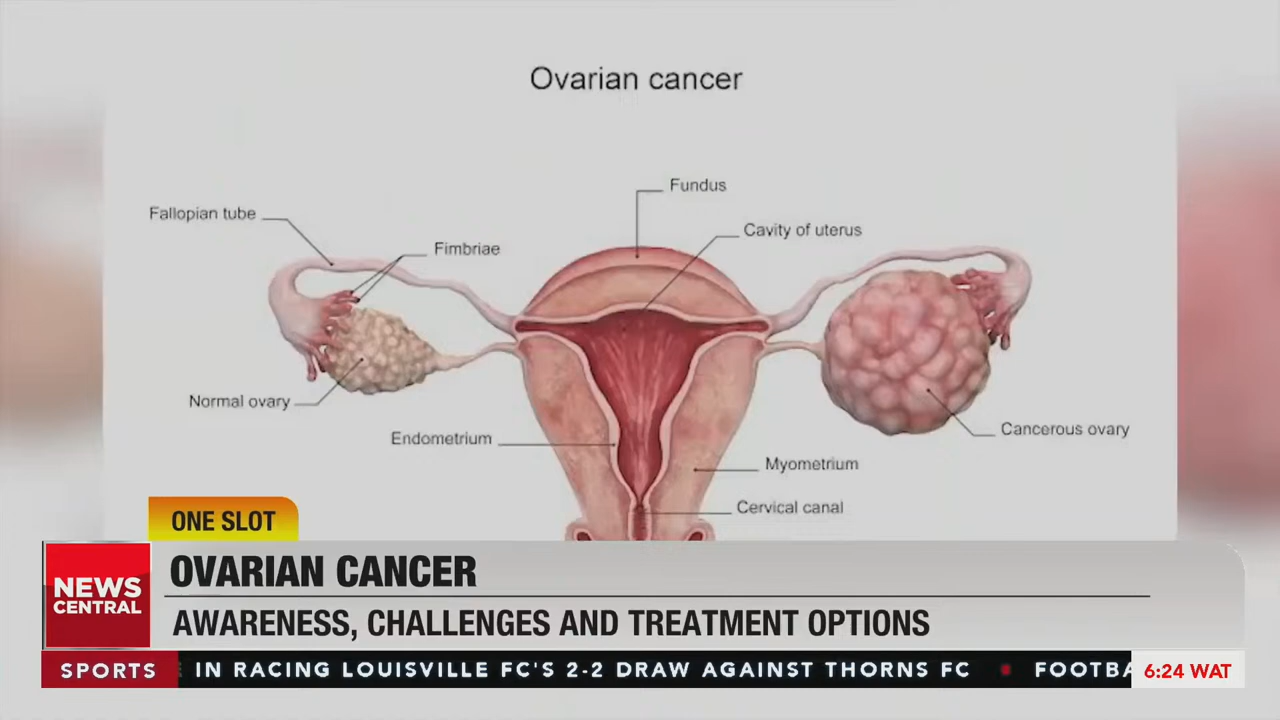 Ovarian cancer
Fundus
Fallopian tube
Cavity of uterus
Fimbriae
Normal ovary
Cancerous ovary
Endometrium
Myometrium
Cervical canal
ONE SLOT
OVARIAN CANCER
NEWS
CENTRAL
AWARENESS, CHALLENGES AND TREATMENT OPTIONS
SPORTS
IN RACING LOUISVILLE FC'S 2-2 DRAW AGAINST THORNS FC
6:24 WAT